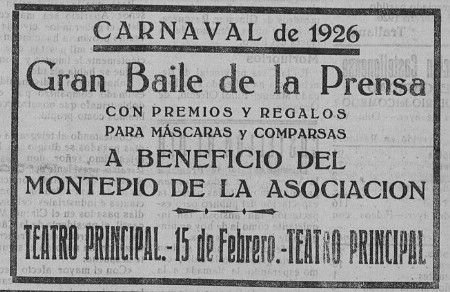 CARNAVAL de 1926
Gran Baile de la Prensa
CON PREMIOS Y REGALOS
PARA MÁSCARAS y COMPARSAS
A BENEFICIO DEL
MONTEPIO DE LA ASOCIACION
TEATRO PRINCIPAL.-15 de Febrero.-TEATRO PRINCIPAL